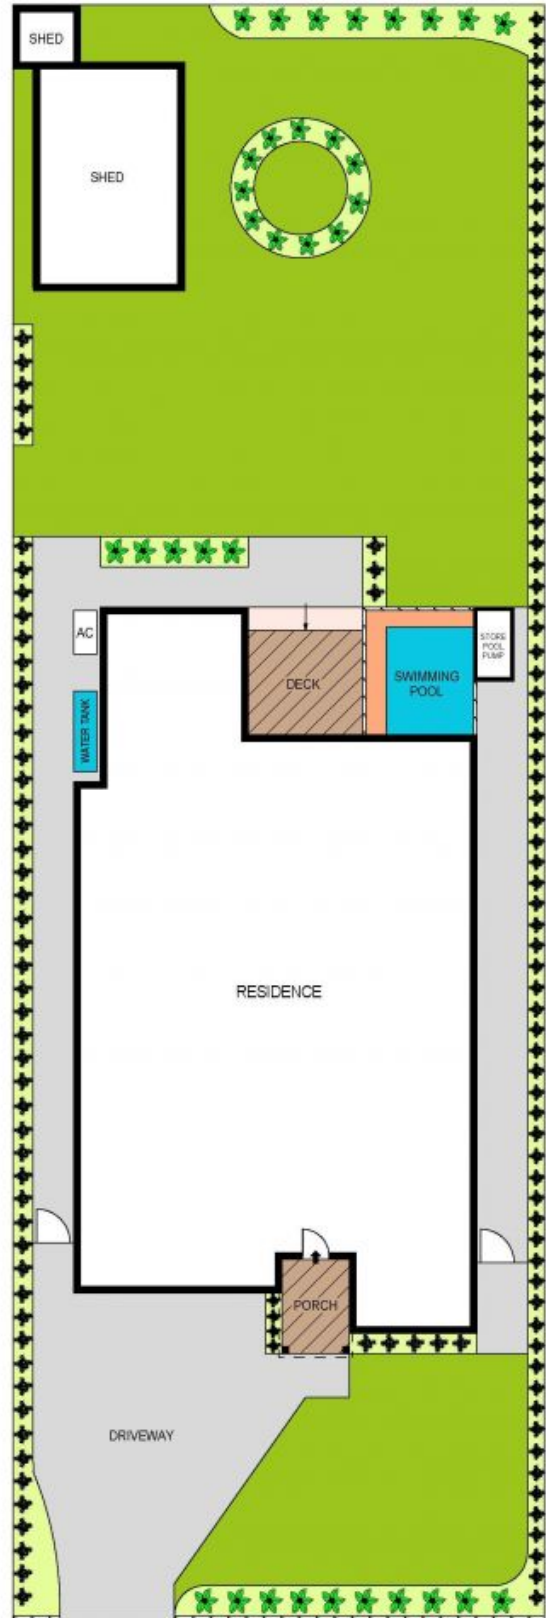 SHED
SHED
AC
WATER TANK
DECK
SWIMMING
POOL
STORE
POOL
PUMP
RESIDENCE
PORCH
DRIVEWAY